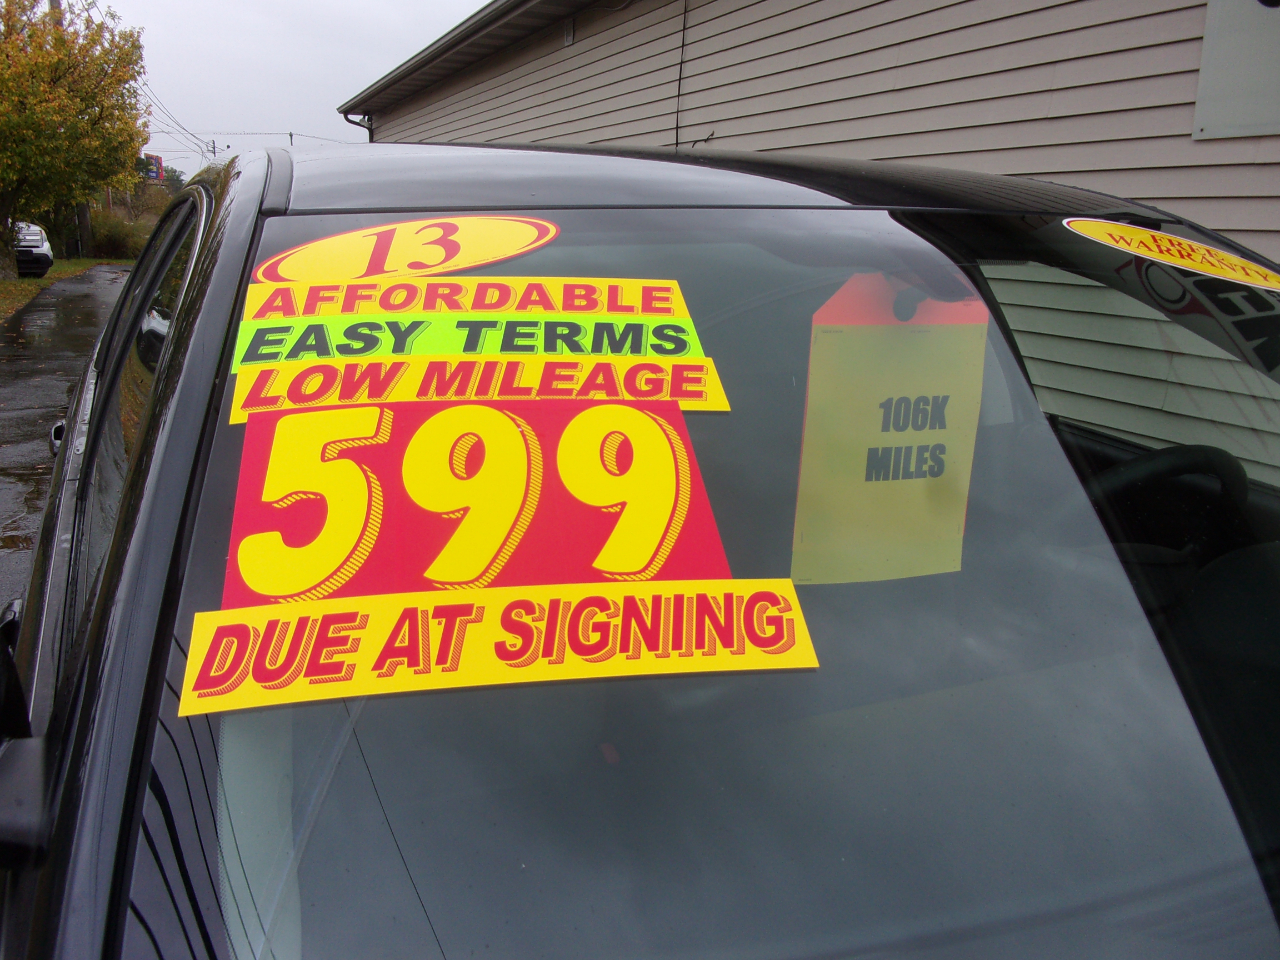 13
AFFORDABLE
EASY TERMS
LOW MILEAGE
599
DUE AT SIGNING
106K
MILES
FREE
WARRANTY